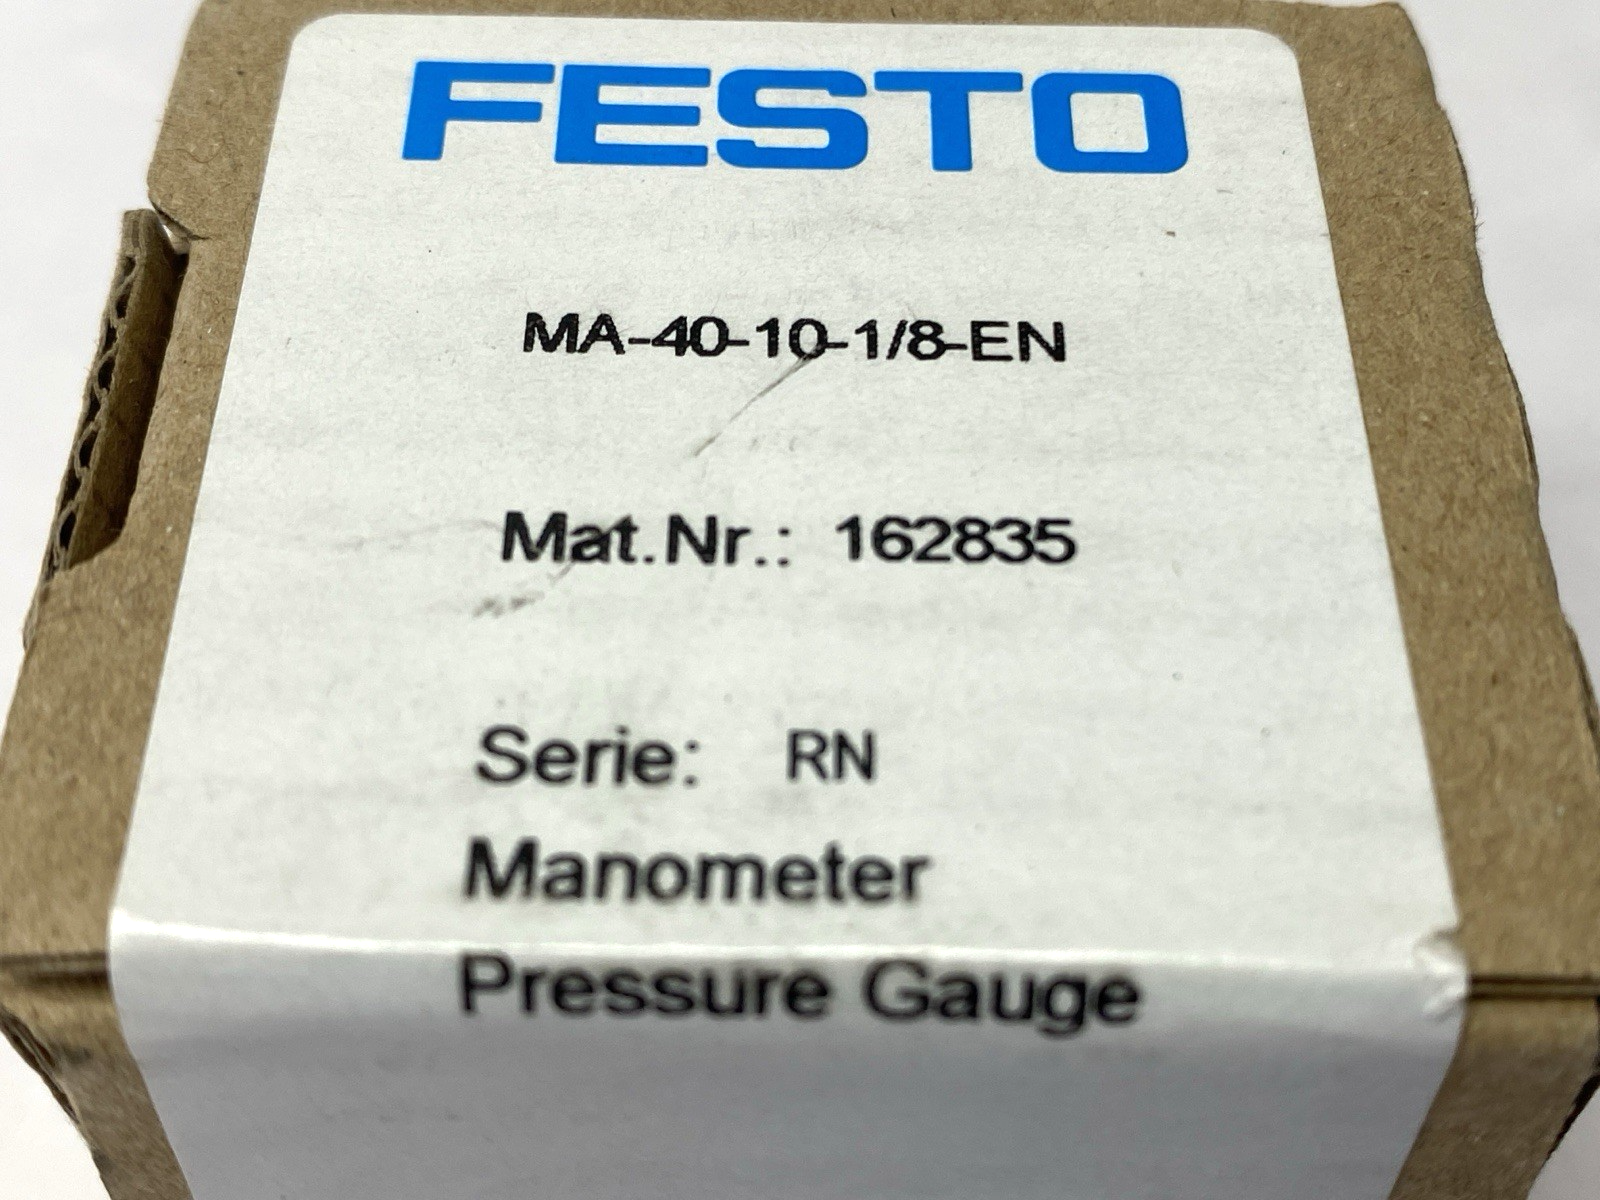 FESTO
MA-40-10-1/8-EN
Mat.Nr.: 162835
Serie: RN
Manometer
Pressure Gauge